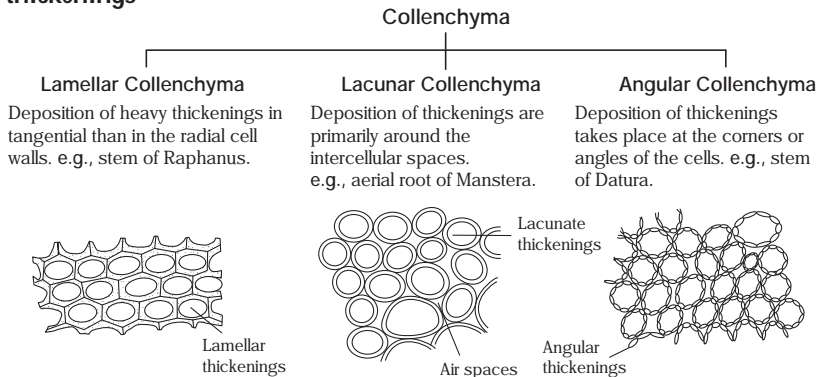 Collenchyma
Lamellar Collenchyma
Deposition of heavy thickenings in
tangential than in the radial cell
walls. e.g., stem of Raphanus.
Lacunar Collenchyma
Deposition of thickenings are
primarily around the
intercellular spaces.
e.g., aerial root of Manstera.
Angular Collenchyma
Deposition of thickenings
takes place at the corners or
angles of the cells. e.g., stem
of Datura.
Lamellar
thickenings
Lacunate
thickenings
Air spaces
Angular
thickenings